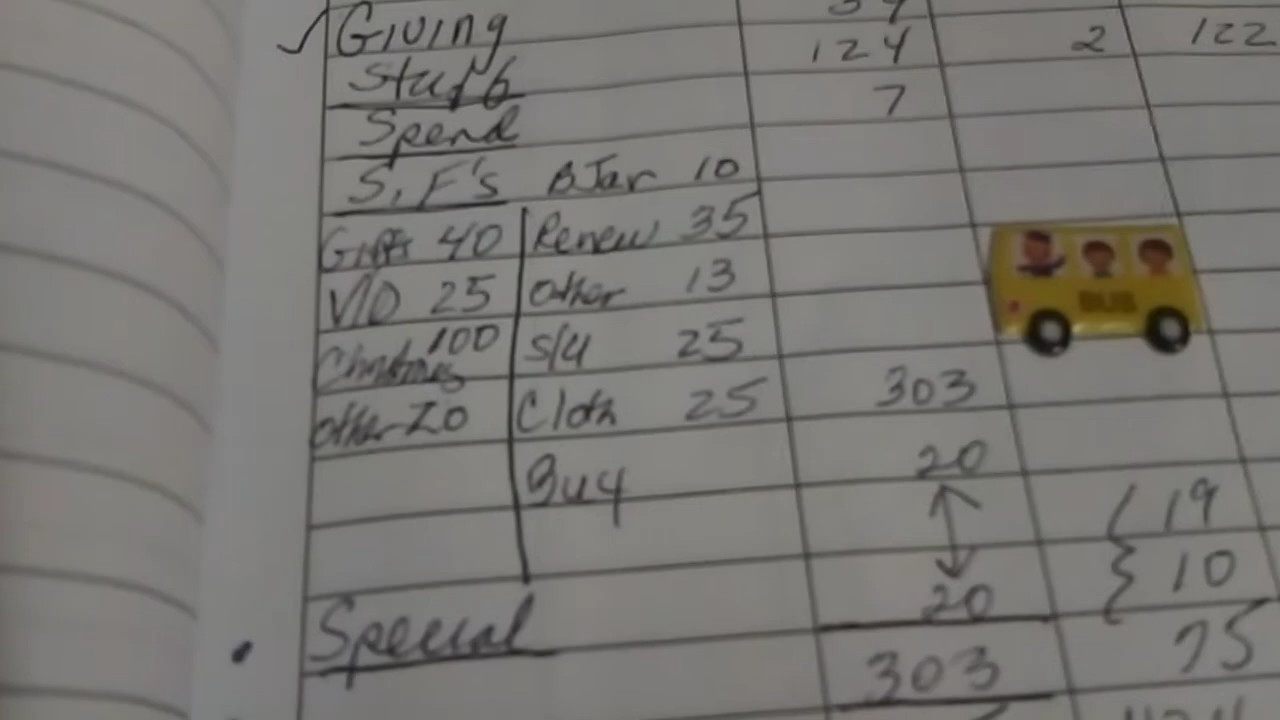 Giving
Stuff 124 2 122
Spend 7
S.F's BJar 10
Gifts 40 Renew 35
V/D 25 other 13
Christmas 100 S/U 25
other 20 Cloth 25 303
Buy 20
19
10
20
Special 303 75
BUS